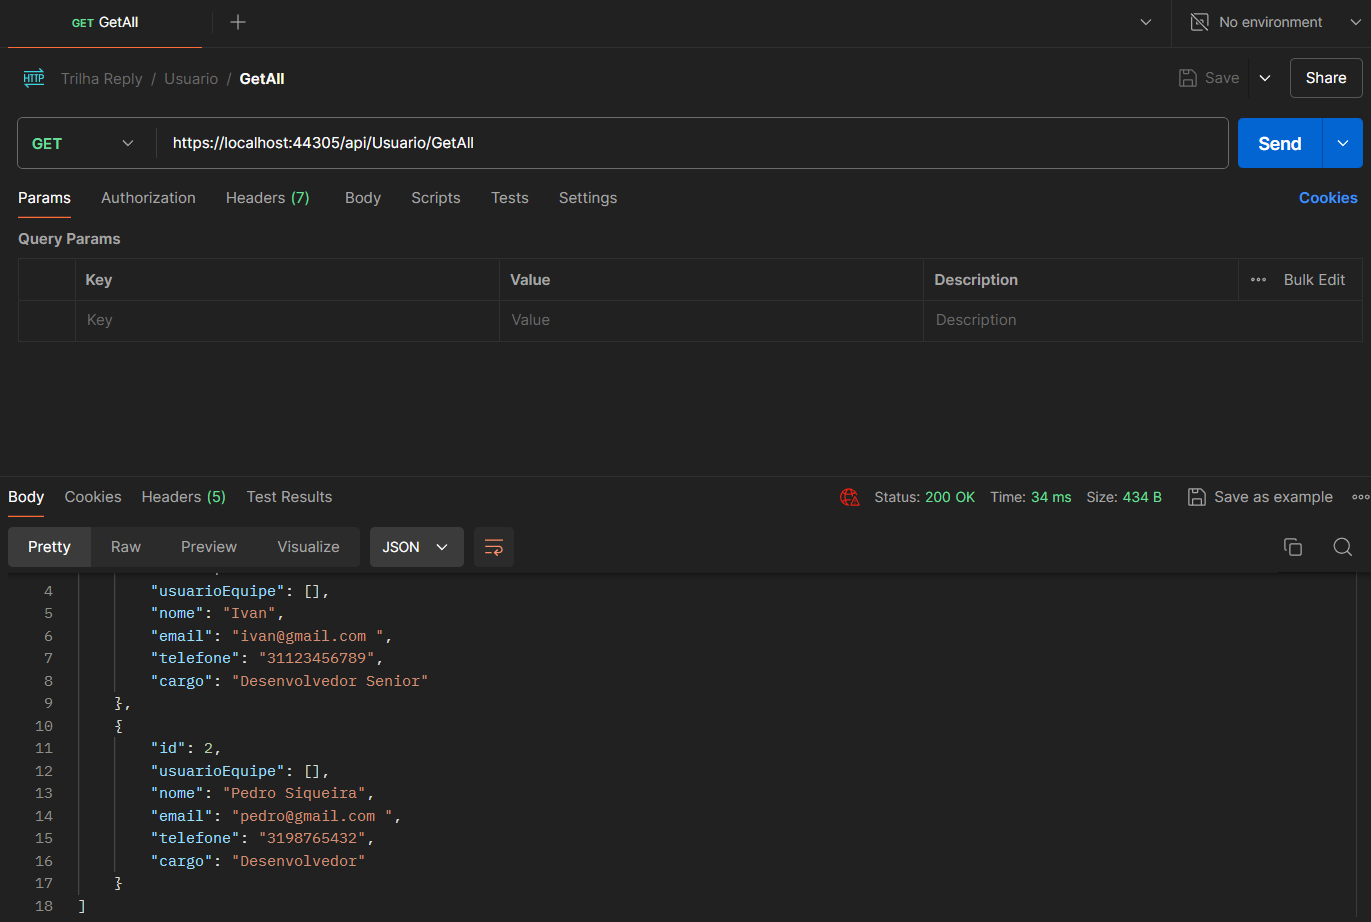 GET GetAll
No environment
HTTP Trilha Reply / Usuario / GetAll Save Share
GET https://localhost:44305/api/Usuario/GetAll Send
Params Authorization Headers (7) Body Scripts Tests Settings Cookies
Query Params
Key Value Description Bulk Edit
Key Value Description
Body Cookies Headers (5) Test Results Status: 200 OK Time: 34 ms Size: 434 B Save as example
Pretty Raw Preview Visualize JSON
4 "usuarioEquipe": [],
5 "nome": "Ivan",
6 "email": "ivan@gmail.com ",
7 "telefone": "31123456789",
8 "cargo": "Desenvolvedor Senior"
9 },
10 {
11 "id": 2,
12 "usuarioEquipe": [],
13 "nome": "Pedro Siqueira",
14 "email": "pedro@gmail.com ",
15 "telefone": "3198765432",
16 "cargo": "Desenvolvedor"
17 }
18 ]